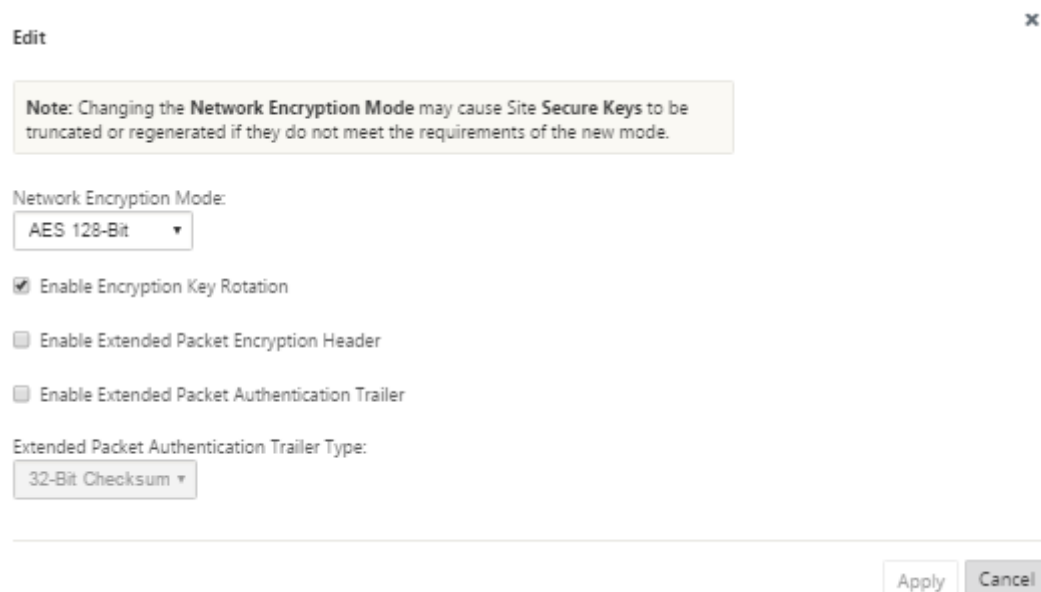 Edit
Note: Changing the Network Encryption Mode may cause Site Secure Keys to be
truncated or regenerated if they do not meet the requirements of the new mode.
Network Encryption Mode:
AES 128-Bit
Enable Encryption Key Rotation
Enable Extended Packet Encryption Header
Enable Extended Packet Authentication Trailer
Extended Packet Authentication Trailer Type:
32-Bit Checksum
Apply Cancel